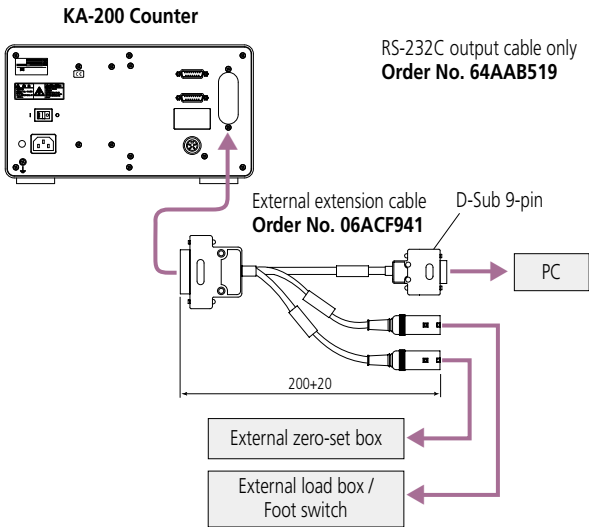 KA-200 Counter
RS-232C output cable only
Order No. 64AAB519
External extension cable
Order No. 06ACF941
D-Sub 9-pin
PC
200+20
External zero-set box
External load box /
Foot switch